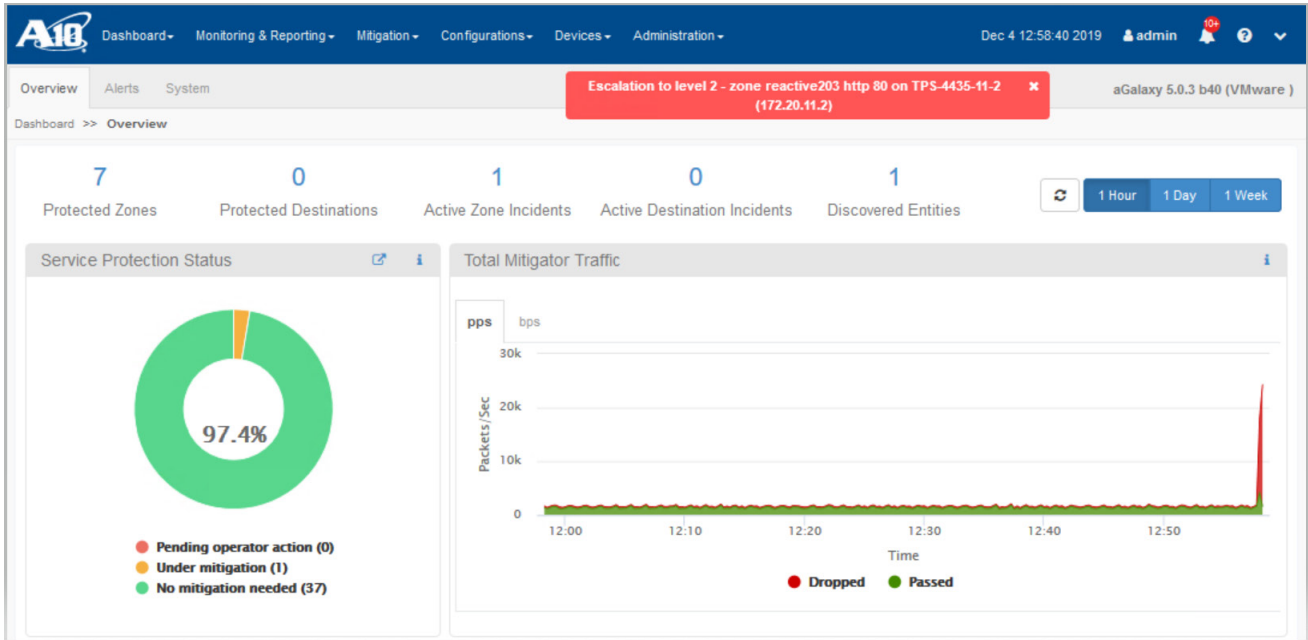 A10 Dashboard Monitoring & Reporting Mitigation Configurations Devices Administration Dec 4 12:58:40 2019 admin 10+
Overview Alerts System
Escalation to level 2 - zone reactive203 http 80 on TPS-4435-11-2
(172.20.11.2)
aGalaxy 5.0.3 b40 (VMware )
Dashboard >> Overview
7 0 1 0 1
Protected Zones Protected Destinations Active Zone Incidents Active Destination Incidents Discovered Entities
1 Hour 1 Day 1 Week
Service Protection Status
97.4%
Pending operator action (0)
Under mitigation (1)
No mitigation needed (37)
Total Mitigator Traffic
pps bps
Packets/Sec
30k
20k
10k
0
12:00 12:10 12:20 12:30 12:40 12:50
Time
Dropped Passed